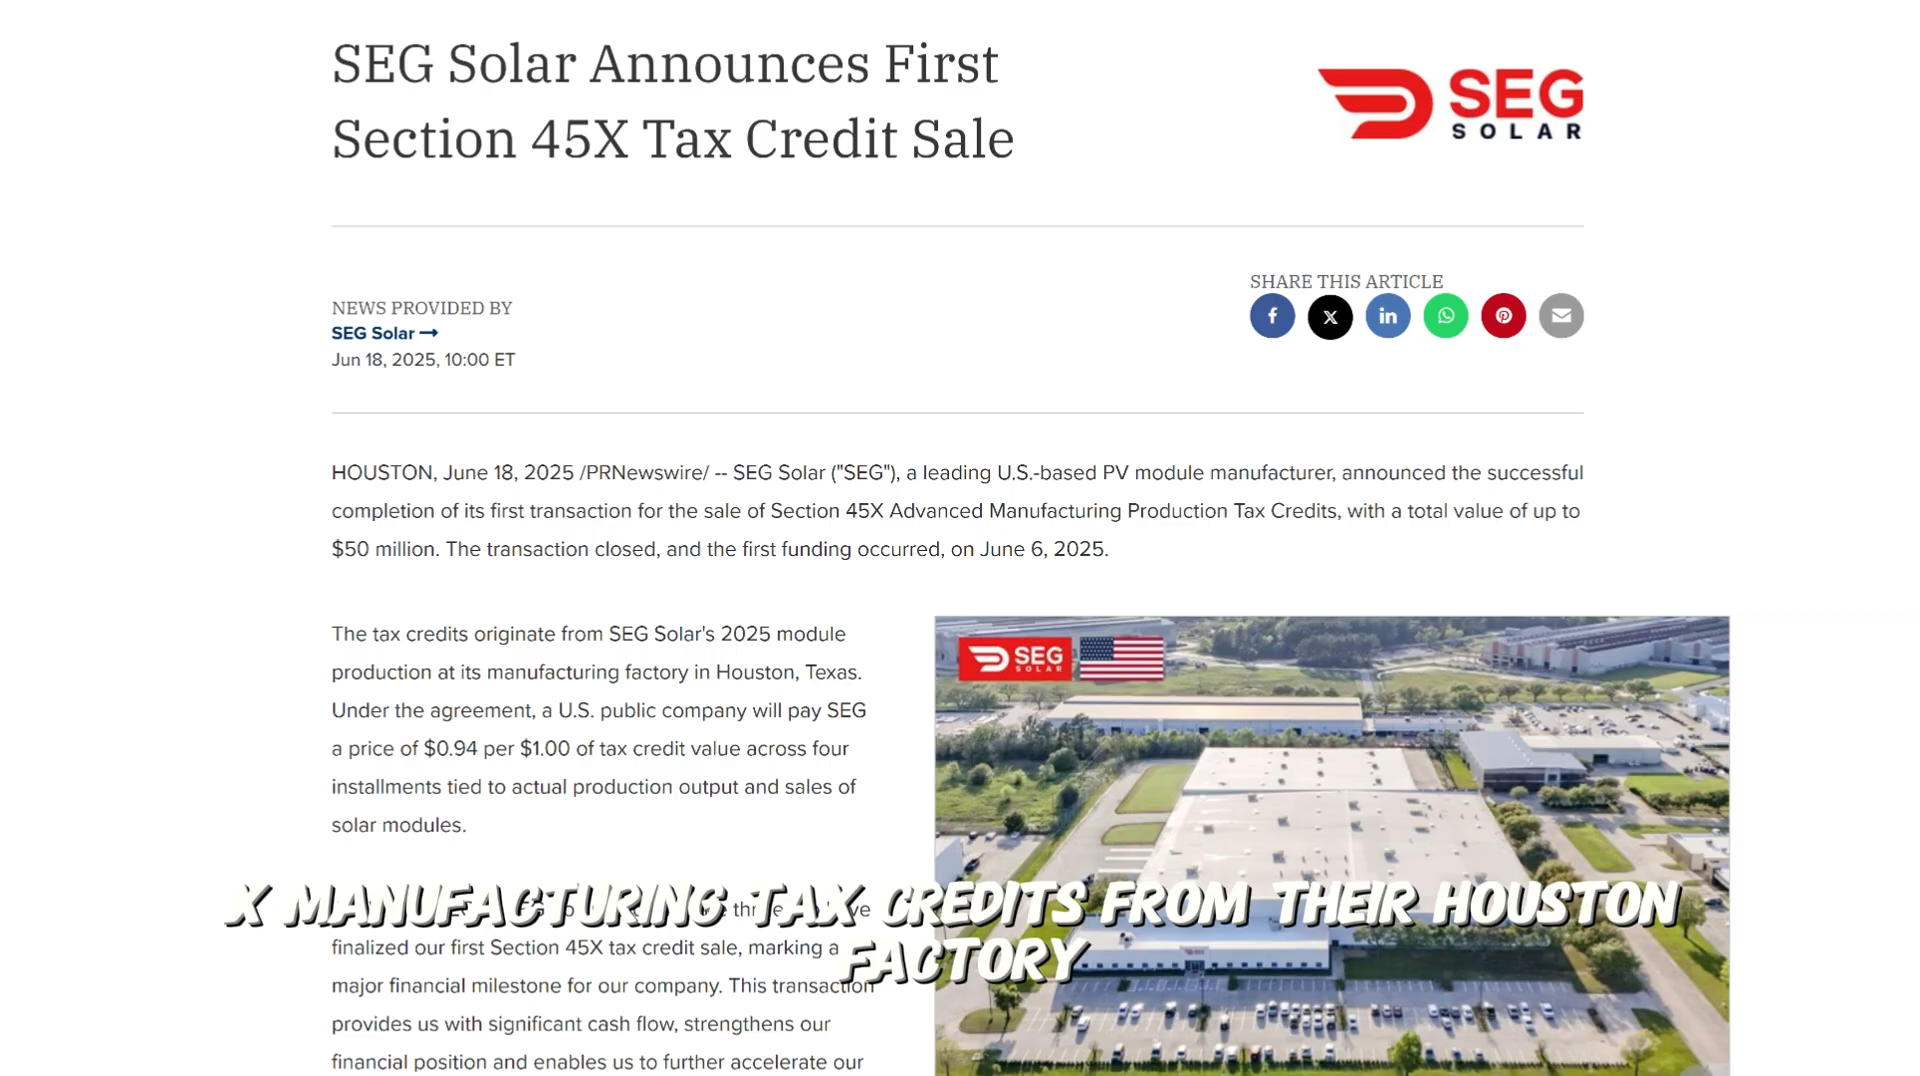 SEG Solar Announces First
Section 45X Tax Credit Sale
SEG
SOLAR
SHARE THIS ARTICLE
NEWS PROVIDED BY
SEG Solar
Jun 18, 2025, 10:00 ET
HOUSTON, June 18, 2025 /PRNewswire/ -- SEG Solar ("SEG"), a leading U.S.-based PV module manufacturer, announced the successful
completion of its first transaction for the sale of Section 45X Advanced Manufacturing Production Tax Credits, with a total value of up to
$50 million. The transaction closed, and the first funding occurred, on June 6, 2025.
The tax credits originate from SEG Solar's 2025 module
production at its manufacturing factory in Houston, Texas.
Under the agreement, a U.S. public company will pay SEG
a price of $0.94 per $1.00 of tax credit value across four
installments tied to actual production output and sales of
solar modules.
SEG
SOLAR
X MANUFACTURING TAX CREDITS FROM THEIR HOUSTON
FACTORY
finalized our first Section 45X tax credit sale, marking a
major financial milestone for our company. This transaction
provides us with significant cash flow, strengthens our
financial position and enables us to further accelerate our